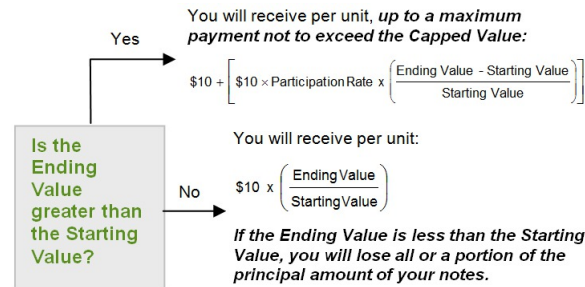 You will receive per unit, up to a maximum
payment not to exceed the Capped Value:
Yes
$10 + [ $10 × Participation Rate x ( Ending Value - Starting Value
Starting Value ) ]
Is the
Ending
Value
greater than
the Starting
Value?
No
You will receive per unit:
$10 x ( Ending Value
Starting Value )
If the Ending Value is less than the Starting
Value, you will lose all or a portion of the
principal amount of your notes.